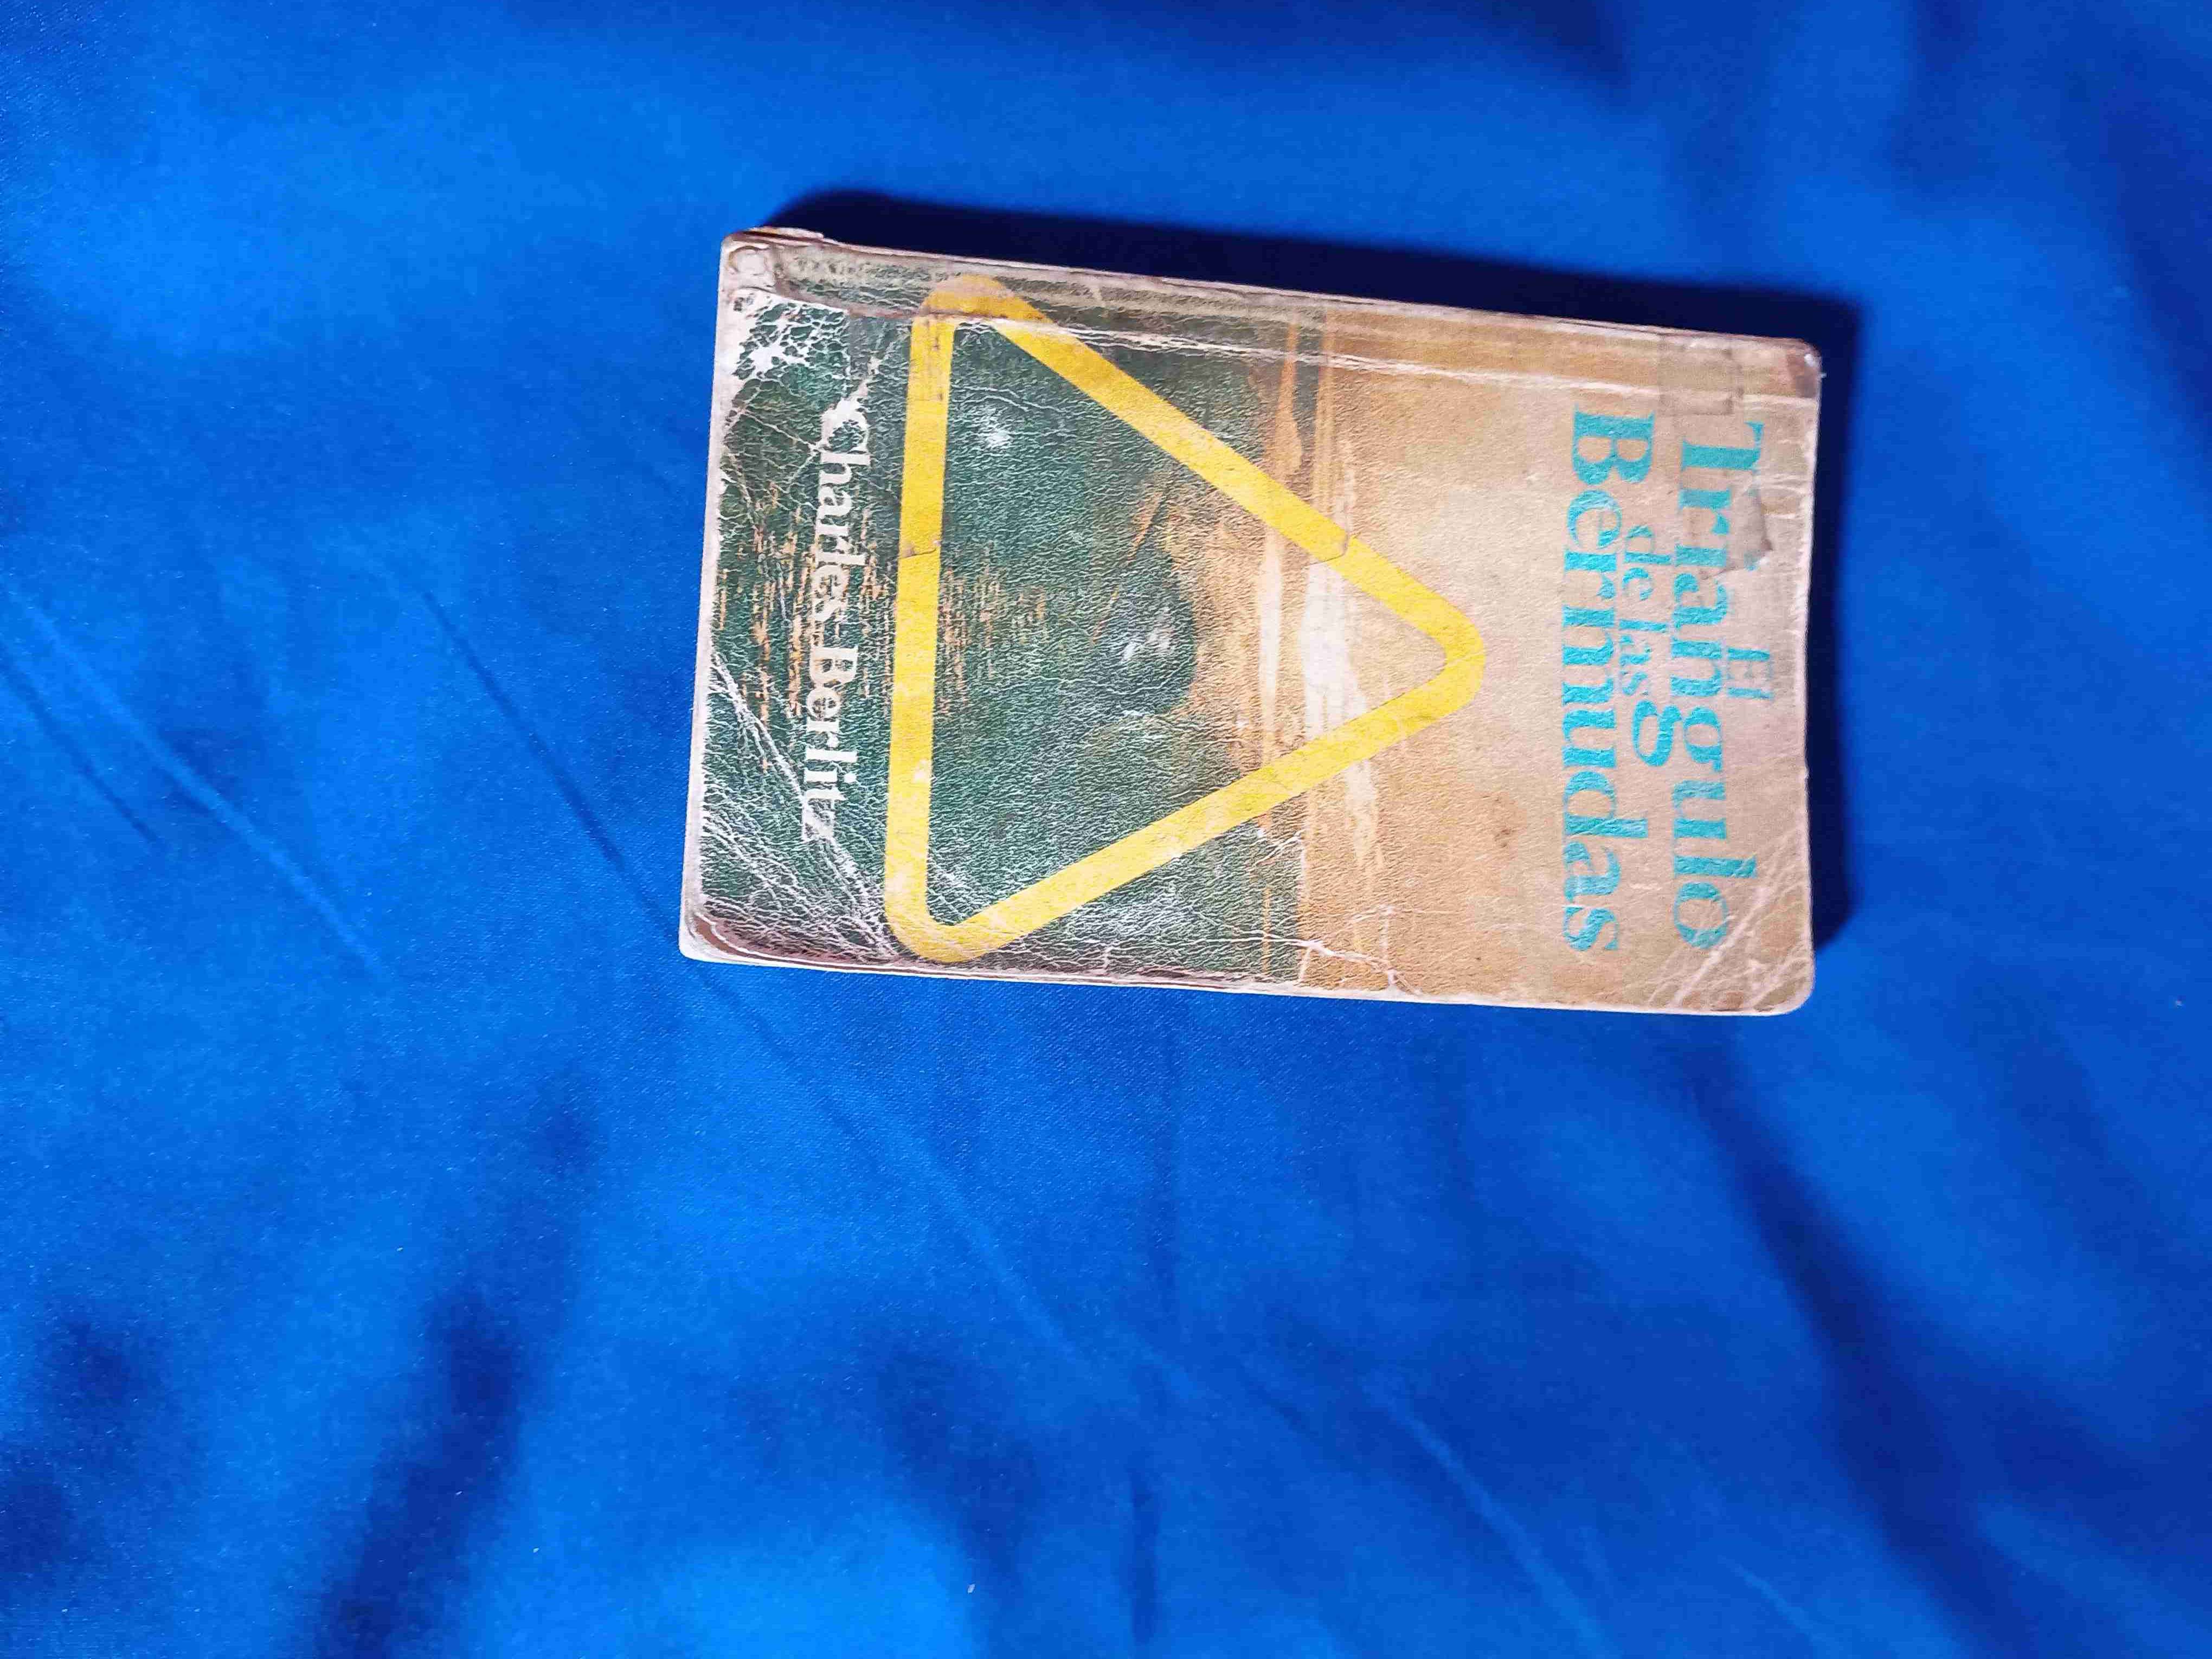 El
Triangulo
de las
Bermudas
Charles Berlitz